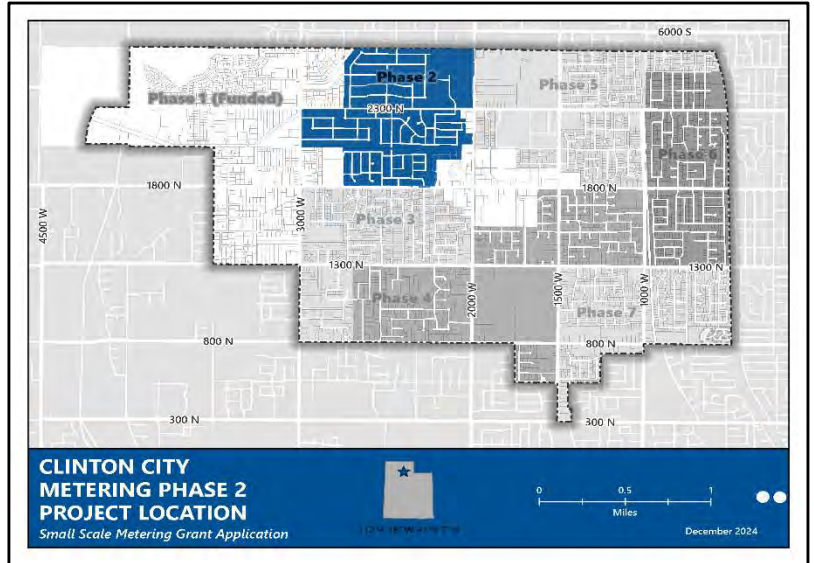 6000 S
Phase 2
Phase 5
Phase 1 (Funded)
2300 N
Phase 6
1800 N
1800 N
4500 W
3000 W
Phase 3
1300 N
1300 N
Phase 4
2000 W
1500 W
1000 W
Phase 7
800 N
800 N
300 N
300 N
CLINTON CITY
METERING PHASE 2
PROJECT LOCATION
Small Scale Metering Grant Application
0 0.5 1
Miles
December 2024